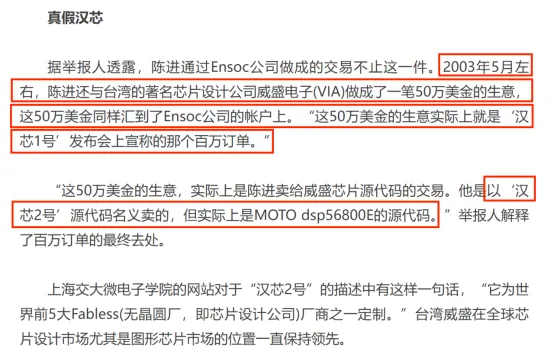 真假汉芯
据举报人透露，陈进通过Ensoc公司做成的交易不止这一件。2003年5月左
右，陈进还与台湾的著名芯片设计公司威盛电子(VIA)做成了一笔50万美金的生意，
这50万美金同样汇到了Ensoc公司的帐户上。“这50万美金的生意实际上就是‘汉
芯1号’发布会上宣称的那个百万订单。”
“这50万美金的生意，实际上是陈进卖给威盛芯片源代码的交易。他是以‘汉
芯2号’源代码名义卖的，但实际上是MOTO dsp56800E的源代码。”举报人解释
了百万订单的最终去处。
上海交大微电子学院的网站对于“汉芯2号”的描述中有这样一句话，“它为世
界前5大Fabless(无晶圆厂，即芯片设计公司)厂商之一定制。”台湾威盛在全球芯
片设计市场尤其是图形芯片市场的位置一直保持领先。